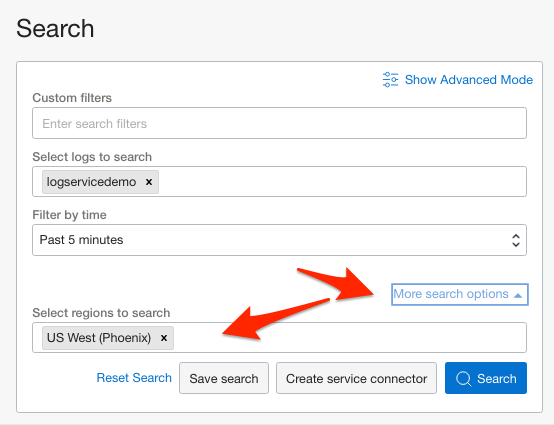 Search
Show Advanced Mode
Custom filters
Enter search filters
Select logs to search
logservicedemo ×
Filter by time
Past 5 minutes
More search options
Select regions to search
US West (Phoenix) ×
Reset Search Save search Create service connector Search